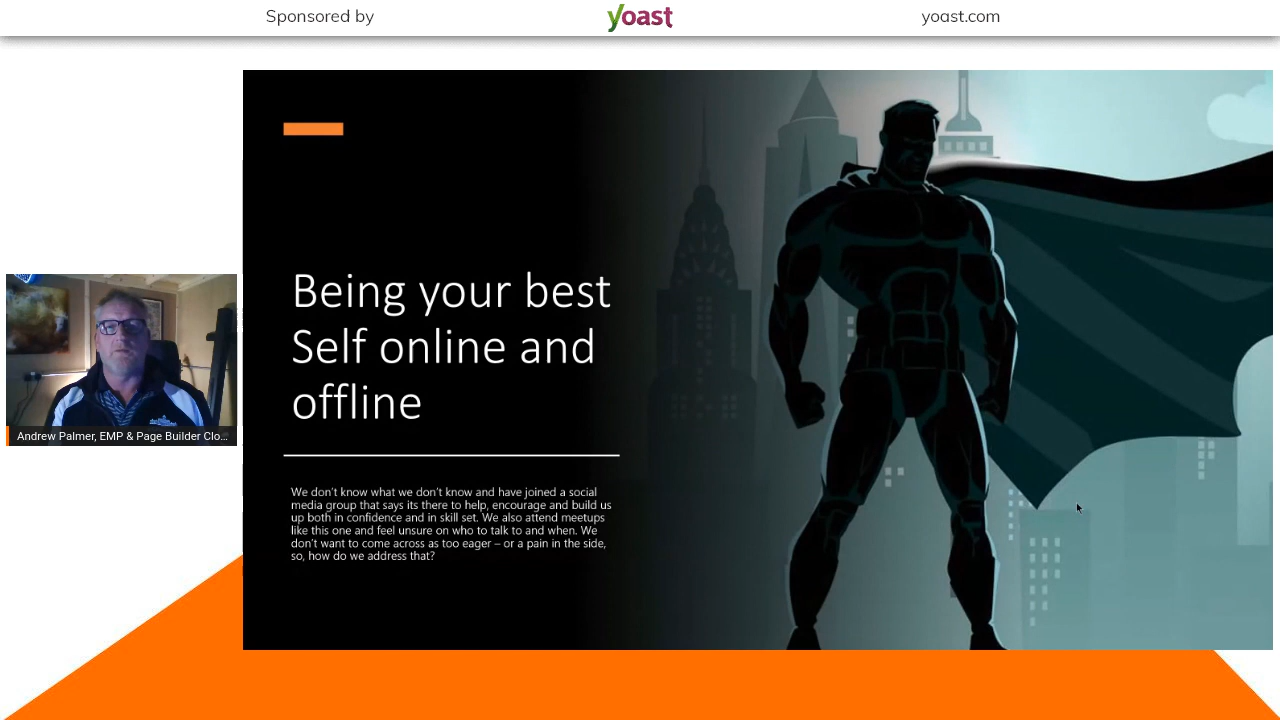 Sponsored by
yoast
yoast.com
Being your best
Self online and
offline
We don't know what we don't know and have joined a social
media group that says its there to help, encourage and build us
up both in confidence and in skill set. We also attend meetups
like this one and feel unsure on who to talk to and when. We
don't want to come across as too eager – or a pain in the side,
so, how do we address that?
Andrew Palmer, EMP & Page Builder Clo...